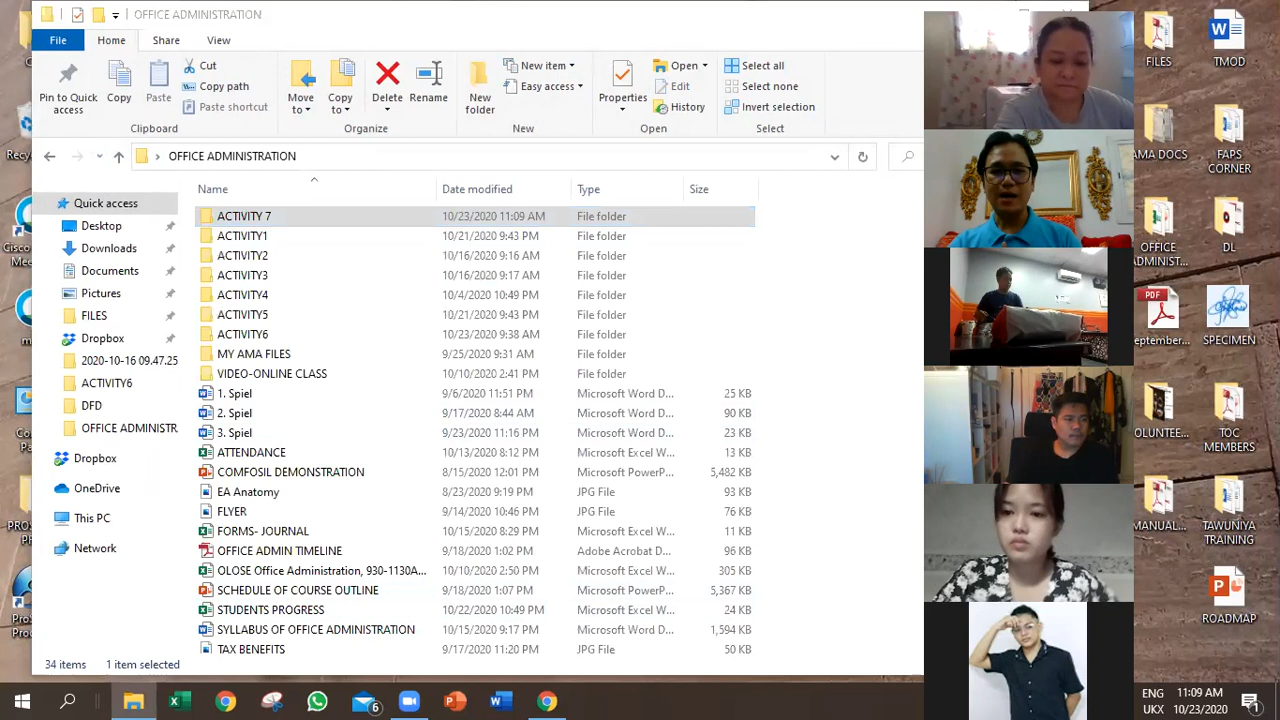 OFFICE ADMINISTRATION
File Home Share View
Pin to Quick access
Copy
Paste
Cut
Copy path
Paste shortcut
Move to
Copy to
Delete
Rename
New folder
New item
Easy access
Properties
Open
Edit
History
Select all
Select none
Invert selection
Clipboard Organize New Open Select
OFFICE ADMINISTRATION
Name Date modified Type Size
Quick access
Desktop
Downloads
Documents
Pictures
FILES
Dropbox
2020-10-16 09.47.25
ACTIVITY6
DFD
OFFICE ADMINISTR
Dropbox
OneDrive
This PC
Network
ACTIVITY 7 10/23/2020 11:09 AM File folder
ACTIVITY1 10/21/2020 9:43 PM File folder
ACTIVITY2 10/16/2020 9:16 AM File folder
ACTIVITY3 10/16/2020 9:17 AM File folder
ACTIVITY4 10/4/2020 10:49 PM File folder
ACTIVITY5 10/21/2020 9:43 PM File folder
ACTIVITY6 10/23/2020 9:38 AM File folder
MY AMA FILES 9/25/2020 9:31 AM File folder
VIDEO-ONLINE CLASS 10/10/2020 2:41 PM File folder
1. Spiel 9/6/2020 11:51 PM Microsoft Word D... 25 KB
2. Spiel 9/17/2020 8:44 AM Microsoft Word D... 90 KB
3. Spiel 9/23/2020 11:16 PM Microsoft Word D... 23 KB
ATTENDANCE 10/13/2020 8:12 PM Microsoft Excel W... 13 KB
COMFOSIL DEMONSTRATION 8/15/2020 12:01 PM Microsoft PowerP... 5,482 KB
EA Anatomy 8/23/2020 9:19 PM JPG File 93 KB
FLYER 9/14/2020 10:46 PM JPG File 76 KB
FORMS- JOURNAL 10/15/2020 8:29 PM Microsoft Excel W... 11 KB
OFFICE ADMIN TIMELINE 9/18/2020 1:02 PM Adobe Acrobat D... 96 KB
OJOSE Office Administration, 930-1130A... 10/10/2020 2:50 PM Microsoft Excel W... 305 KB
SCHEDULE OF COURSE OUTLINE 9/18/2020 1:07 PM Microsoft PowerP... 5,367 KB
STUDENTS PROGRESS 10/22/2020 10:49 PM Microsoft Excel W... 24 KB
SYLLABUS OF OFFICE ADMINISTRATION 10/15/2020 9:17 PM Microsoft Word D... 1,594 KB
TAX BENEFITS 9/17/2020 11:20 PM JPG File 50 KB
34 items 1 item selected
FILES
TMOD
AMA DOCS
FAPS CORNER
OFFICE ADMINIST...
DL
PDF
eptember...
SPECIMEN
OLUNTEE...
TOC MEMBERS
MANUAL...
TAWUNIYA TRAINING
ROADMAP
6
ENG
UKX
11:09 AM
10/23/2020
1